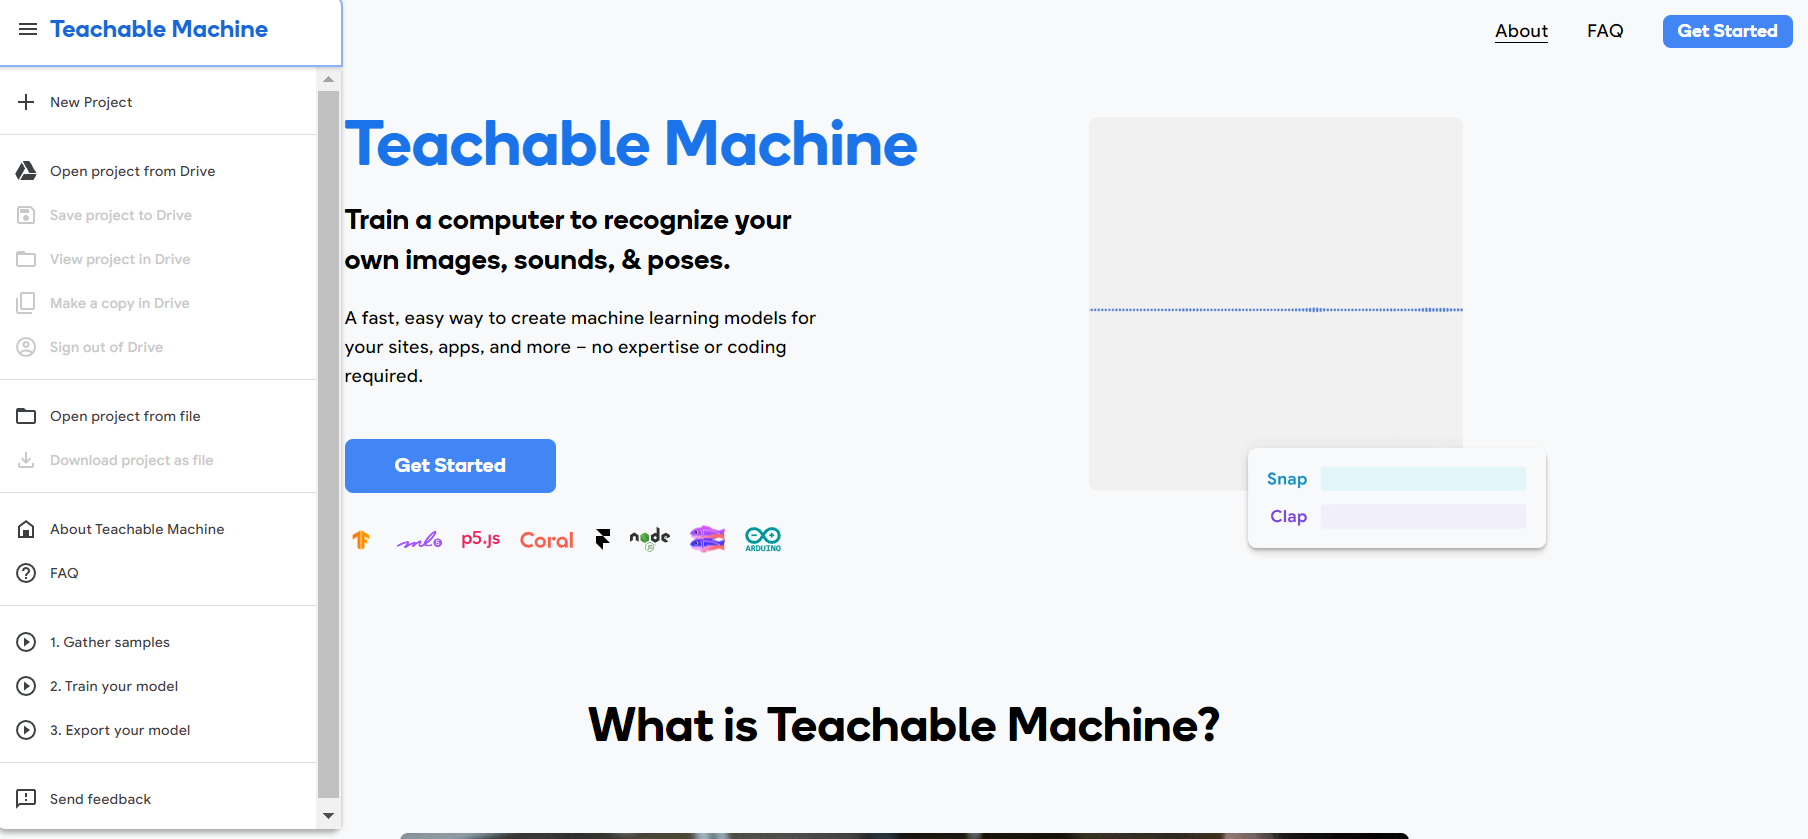 Teachable Machine
About
FAQ
Get Started
New Project
Open project from Drive
Save project to Drive
View project in Drive
Make a copy in Drive
Sign out of Drive
Open project from file
Download project as file
About Teachable Machine
FAQ
1. Gather samples
2. Train your model
3. Export your model
Send feedback
Teachable Machine
Train a computer to recognize your
own images, sounds, & poses.
A fast, easy way to create machine learning models for
your sites, apps, and more – no expertise or coding
required.
Get Started
ml5
p5.js
Coral
node
JS
ARDUINO
Snap
Clap
What is Teachable Machine?